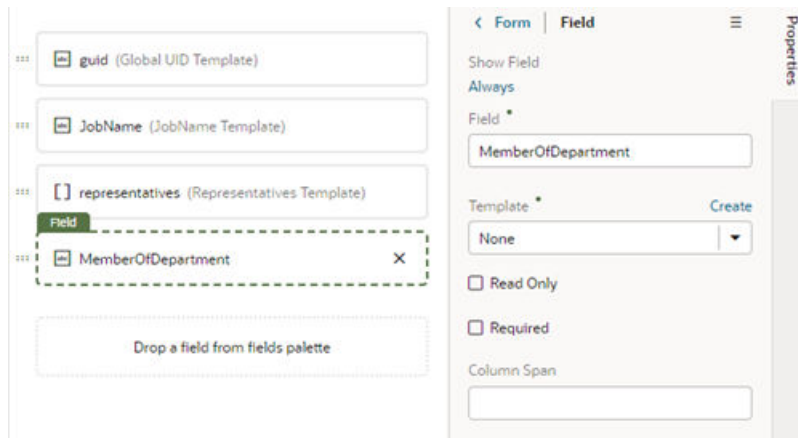 guid (Global UID Template)
JobName (JobName Template)
[ ] representatives (Representatives Template)
Field
MemberOfDepartment
Drop a field from fields palette
Form | Field
Show Field
Always
Field *
MemberOfDepartment
Template * Create
None
Read Only
Required
Column Span
Properties